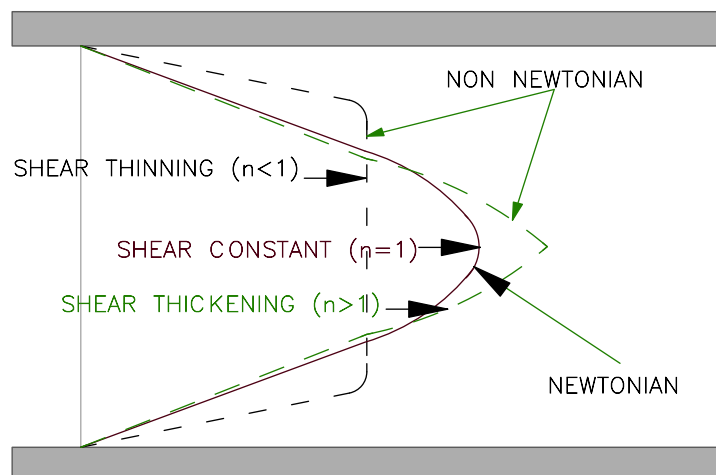 NON NEWTONIAN
SHEAR THINNING (n<1)
SHEAR CONSTANT (n=1)
SHEAR THICKENING (n>1)
NEWTONIAN